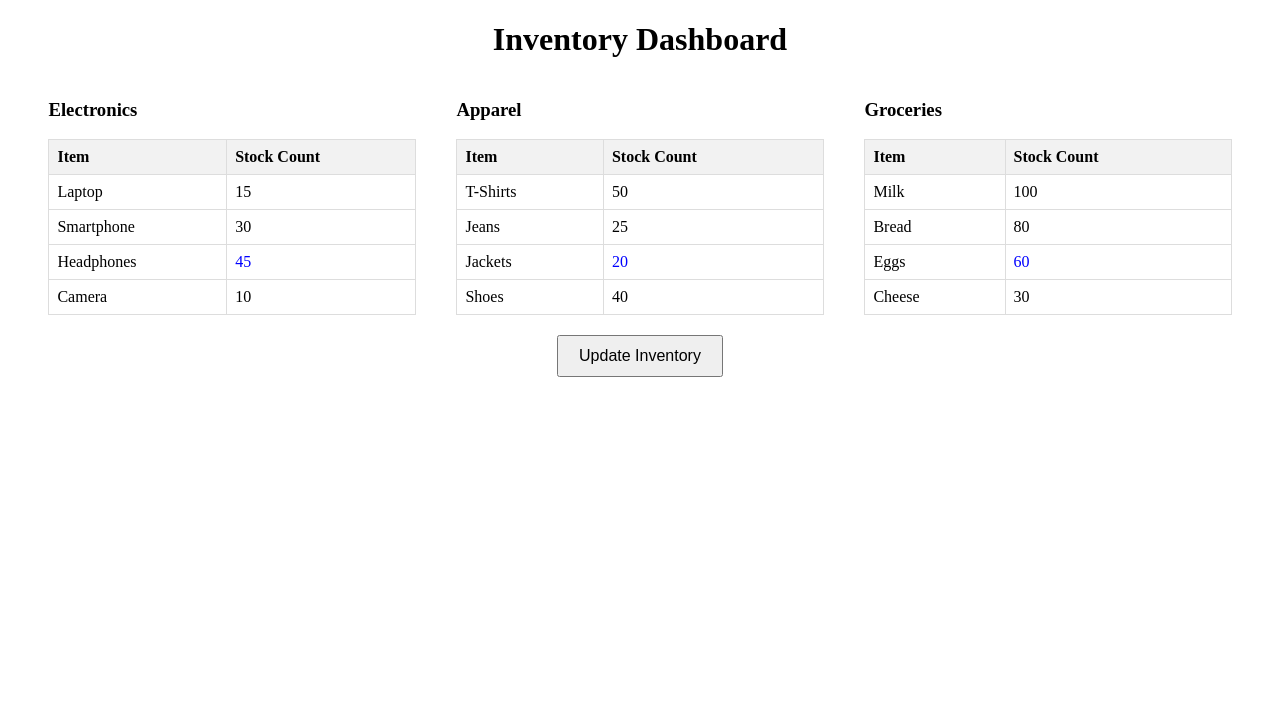 Inventory Dashboard
Electronics
Item Stock Count
Laptop 15
Smartphone 30
Headphones 45
Camera 10
Apparel
Item Stock Count
T-Shirts 50
Jeans 25
Jackets 20
Shoes 40
Groceries
Item Stock Count
Milk 100
Bread 80
Eggs 60
Cheese 30
Update Inventory